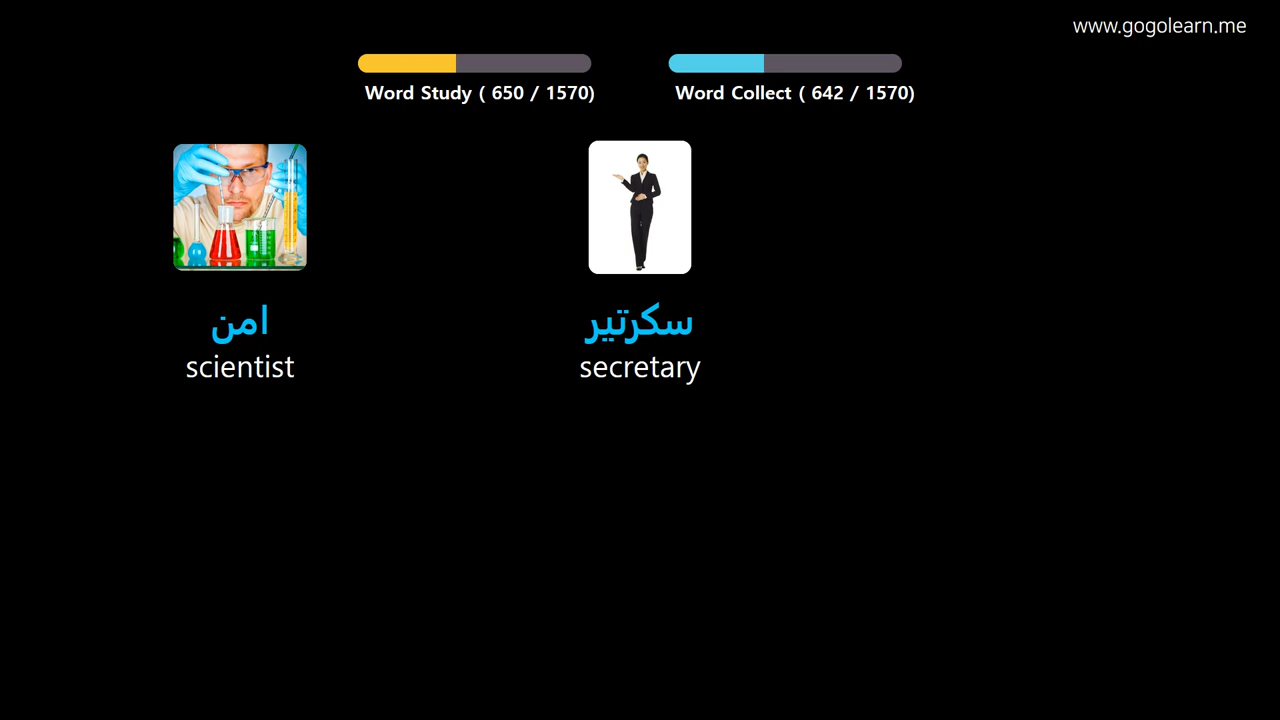 www.gogolearn.me
Word Study ( 650 / 1570)
Word Collect ( 642 / 1570)
امن
scientist
سکرتیر
secretary